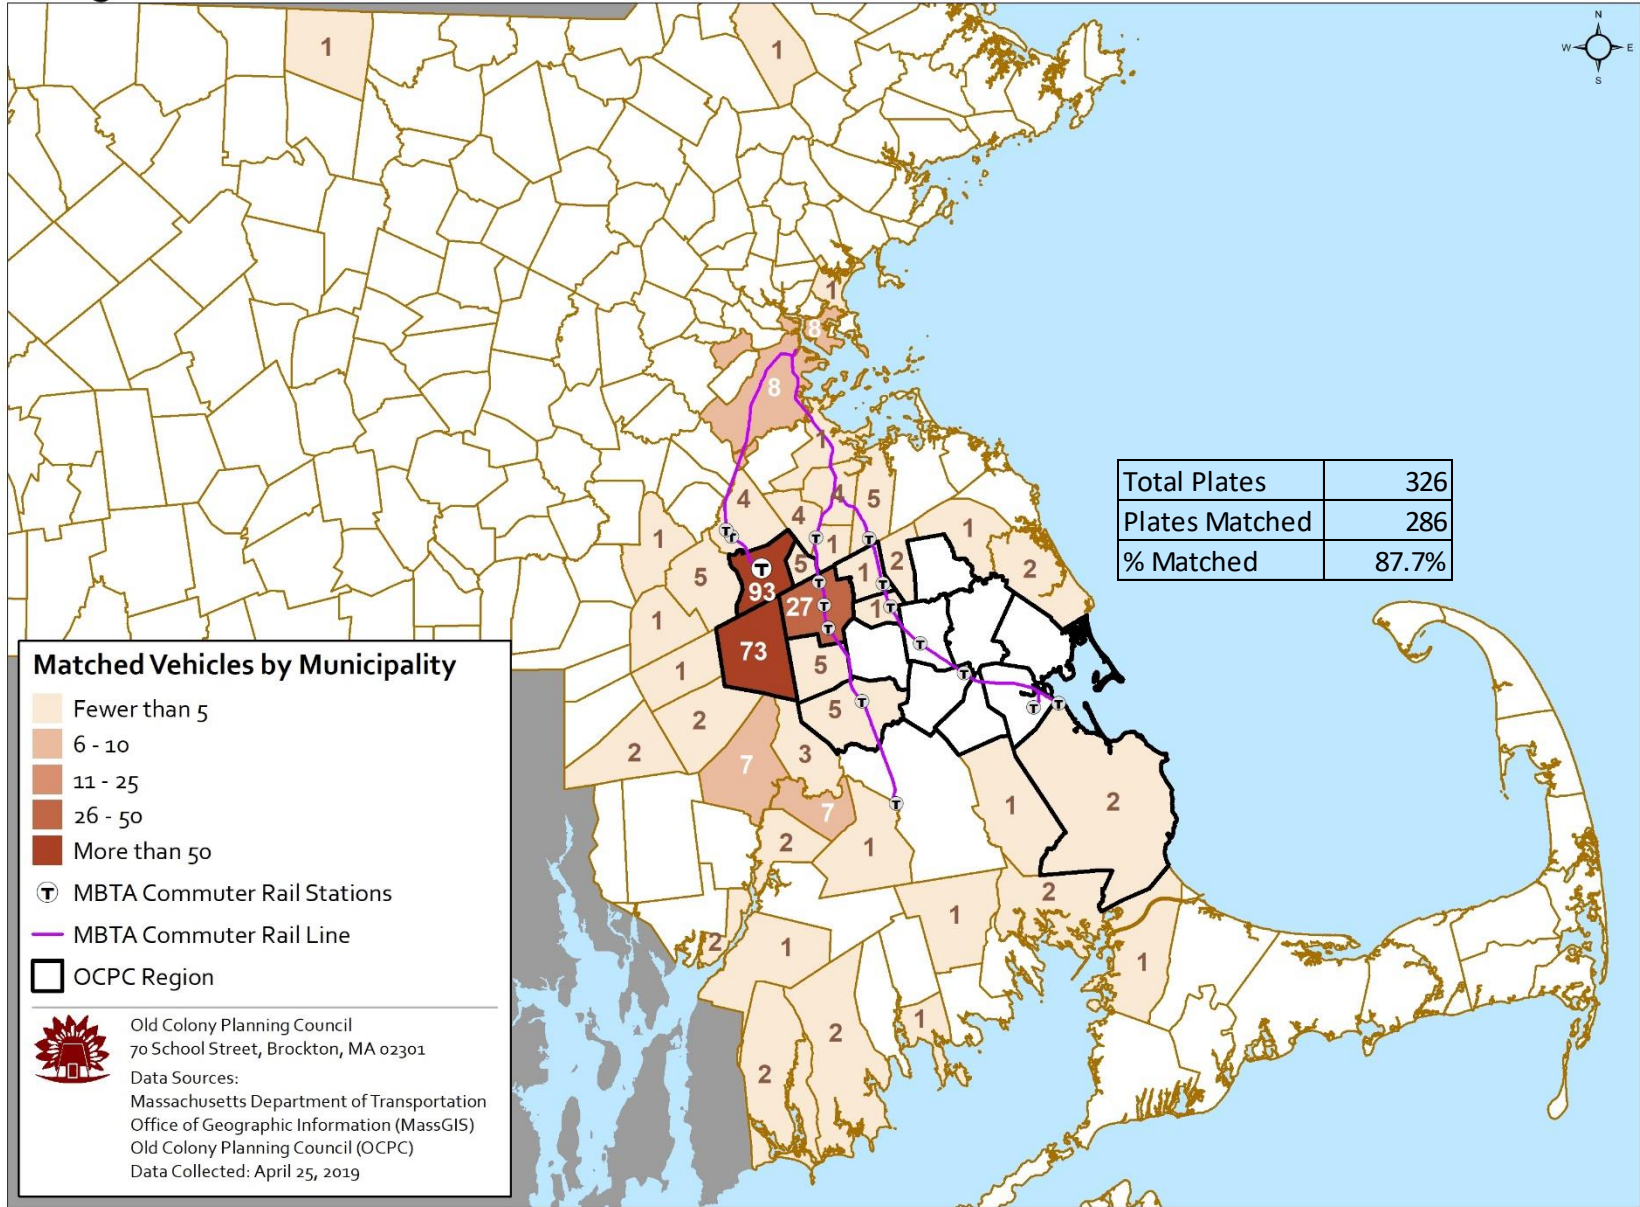 N
W E
S
1
1
1
8
8
1
4
4
4
5
1
1
5
5
1
1
2
2
93
27
1
1
73
5
1
5
2
2
7
3
7
2
1
1
2
2
1
2
1
1
2
1
2
Total Plates 326
Plates Matched 286
% Matched 87.7%
Matched Vehicles by Municipality
Fewer than 5
6 - 10
11 - 25
26 - 50
More than 50
T MBTA Commuter Rail Stations
MBTA Commuter Rail Line
OCPC Region
Old Colony Planning Council
70 School Street, Brockton, MA 02301
Data Sources:
Massachusetts Department of Transportation
Office of Geographic Information (MassGIS)
Old Colony Planning Council (OCPC)
Data Collected: April 25, 2019